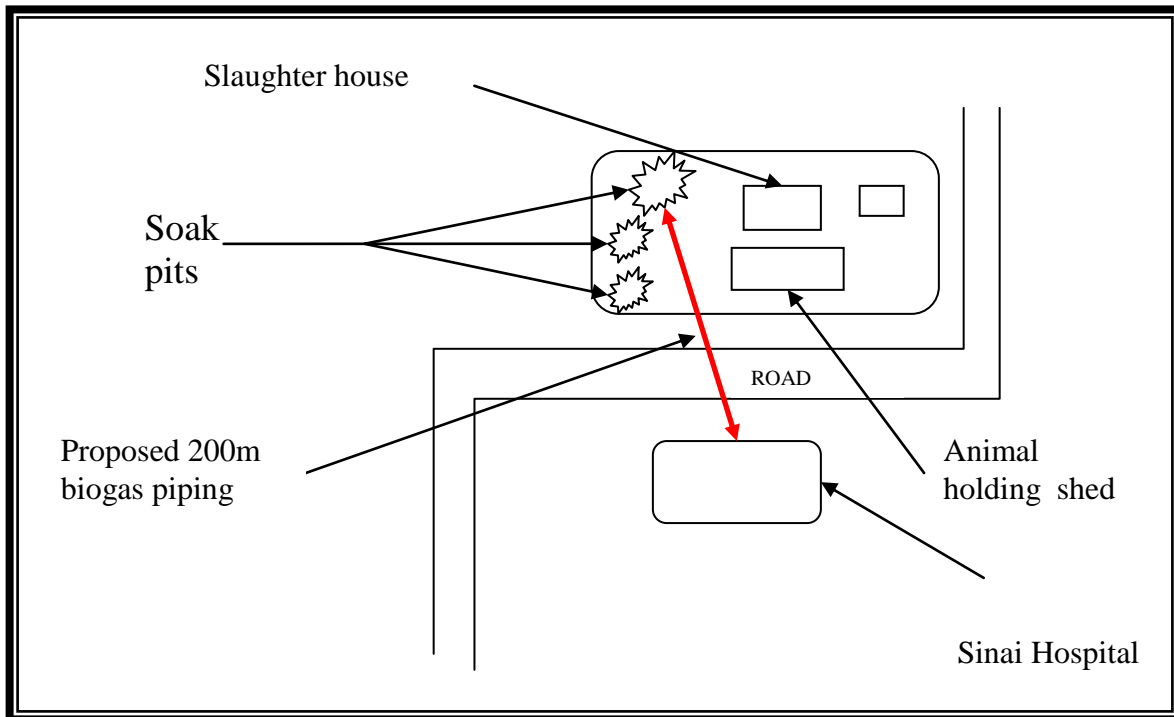 Slaughter house
Soak
pits
ROAD
Proposed 200m
biogas piping
Animal
holding shed
Sinai Hospital